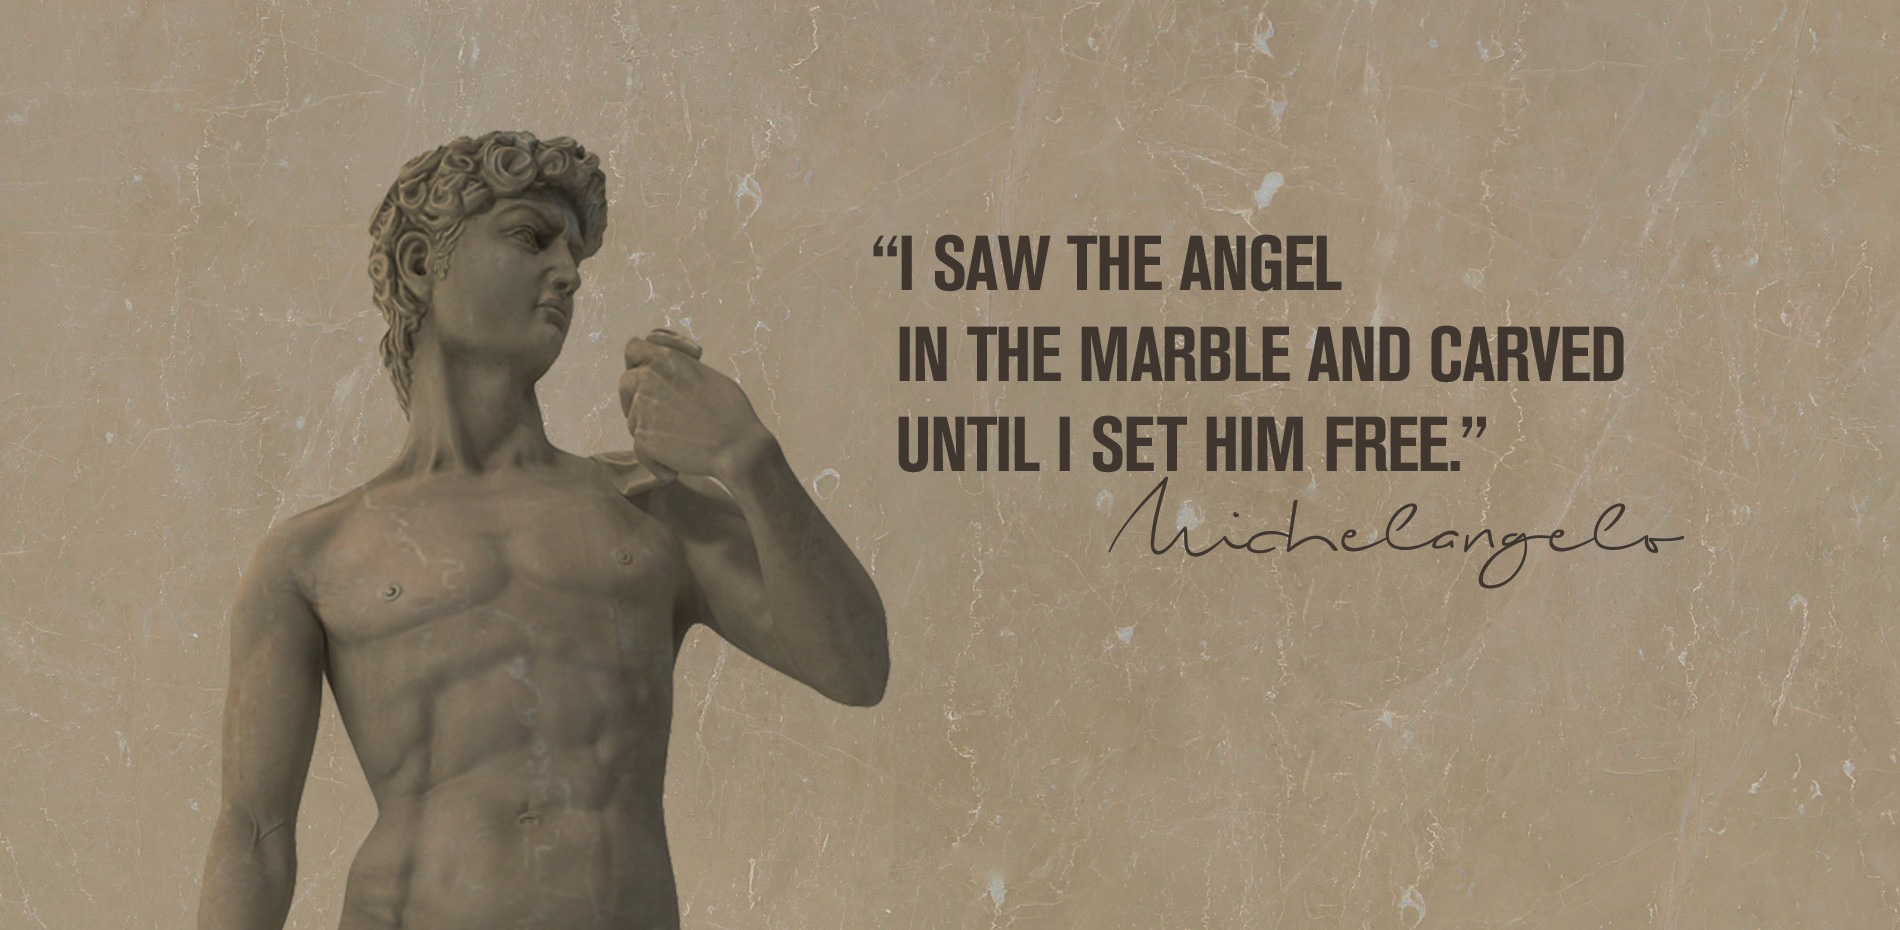 “I SAW THE ANGEL
IN THE MARBLE AND CARVED
UNTIL I SET HIM FREE.”
Michelangelo